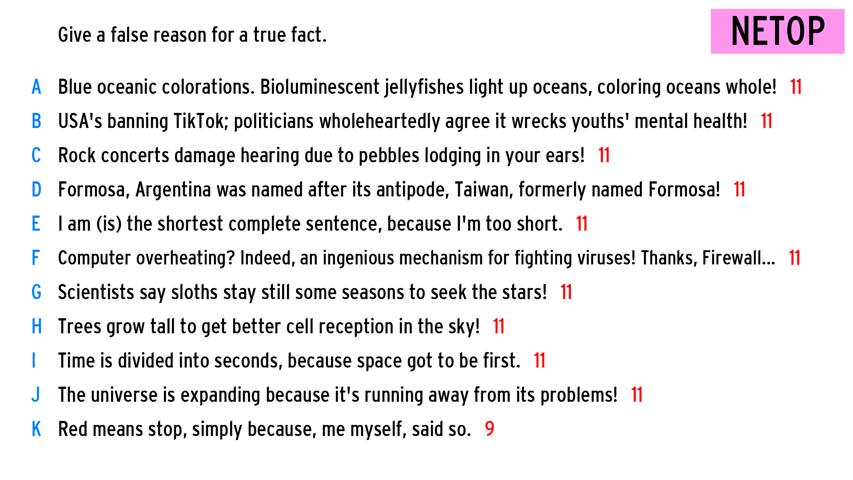 Give a false reason for a true fact.
NETOP
A Blue oceanic colorations. Bioluminescent jellyfishes light up oceans, coloring oceans whole! 11
B USA's banning TikTok; politicians wholeheartedly agree it wrecks youths' mental health! 11
C Rock concerts damage hearing due to pebbles lodging in your ears! 11
D Formosa, Argentina was named after its antipode, Taiwan, formerly named Formosa! 11
E I am (is) the shortest complete sentence, because I'm too short. 11
F Computer overheating? Indeed, an ingenious mechanism for fighting viruses! Thanks, Firewall... 11
G Scientists say sloths stay still some seasons to seek the stars! 11
H Trees grow tall to get better cell reception in the sky! 11
I Time is divided into seconds, because space got to be first. 11
J The universe is expanding because it's running away from its problems! 11
K Red means stop, simply because, me myself, said so. 9